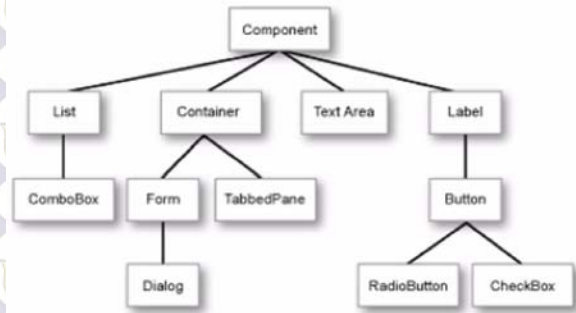 Component
List
Container
Text Area
Label
ComboBox
Form
TabbedPane
Button
Dialog
RadioButton
CheckBox